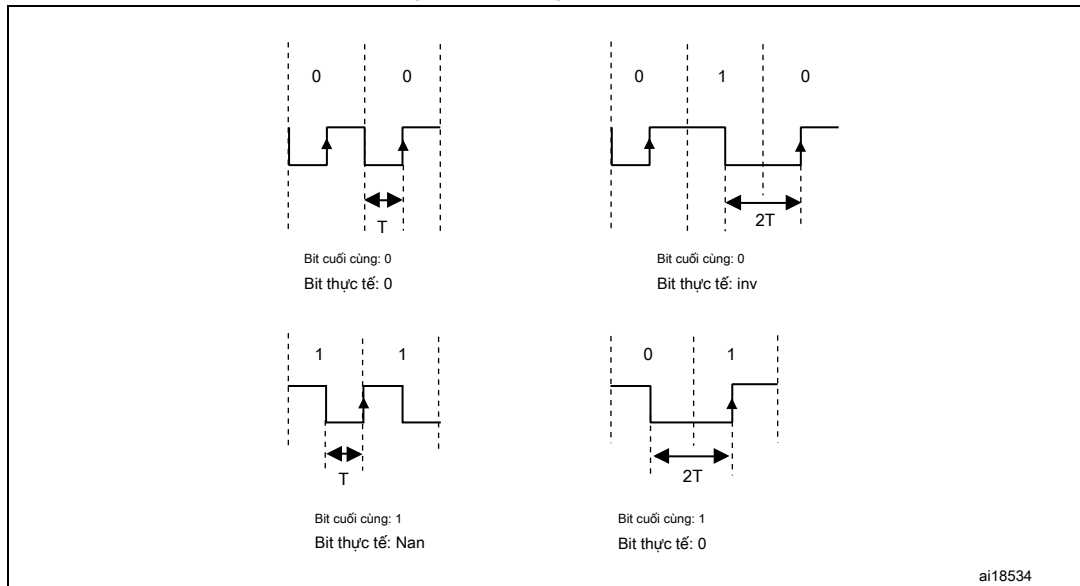 0 0
0 1 0
T
2T
Bit cuối cùng: 0
Bit thực tế: 0
Bit cuối cùng: 0
Bit thực tế: inv
1 1
0 1
T
2T
Bit cuối cùng: 1
Bit thực tế: Nan
Bit cuối cùng: 1
Bit thực tế: 0
ai18534